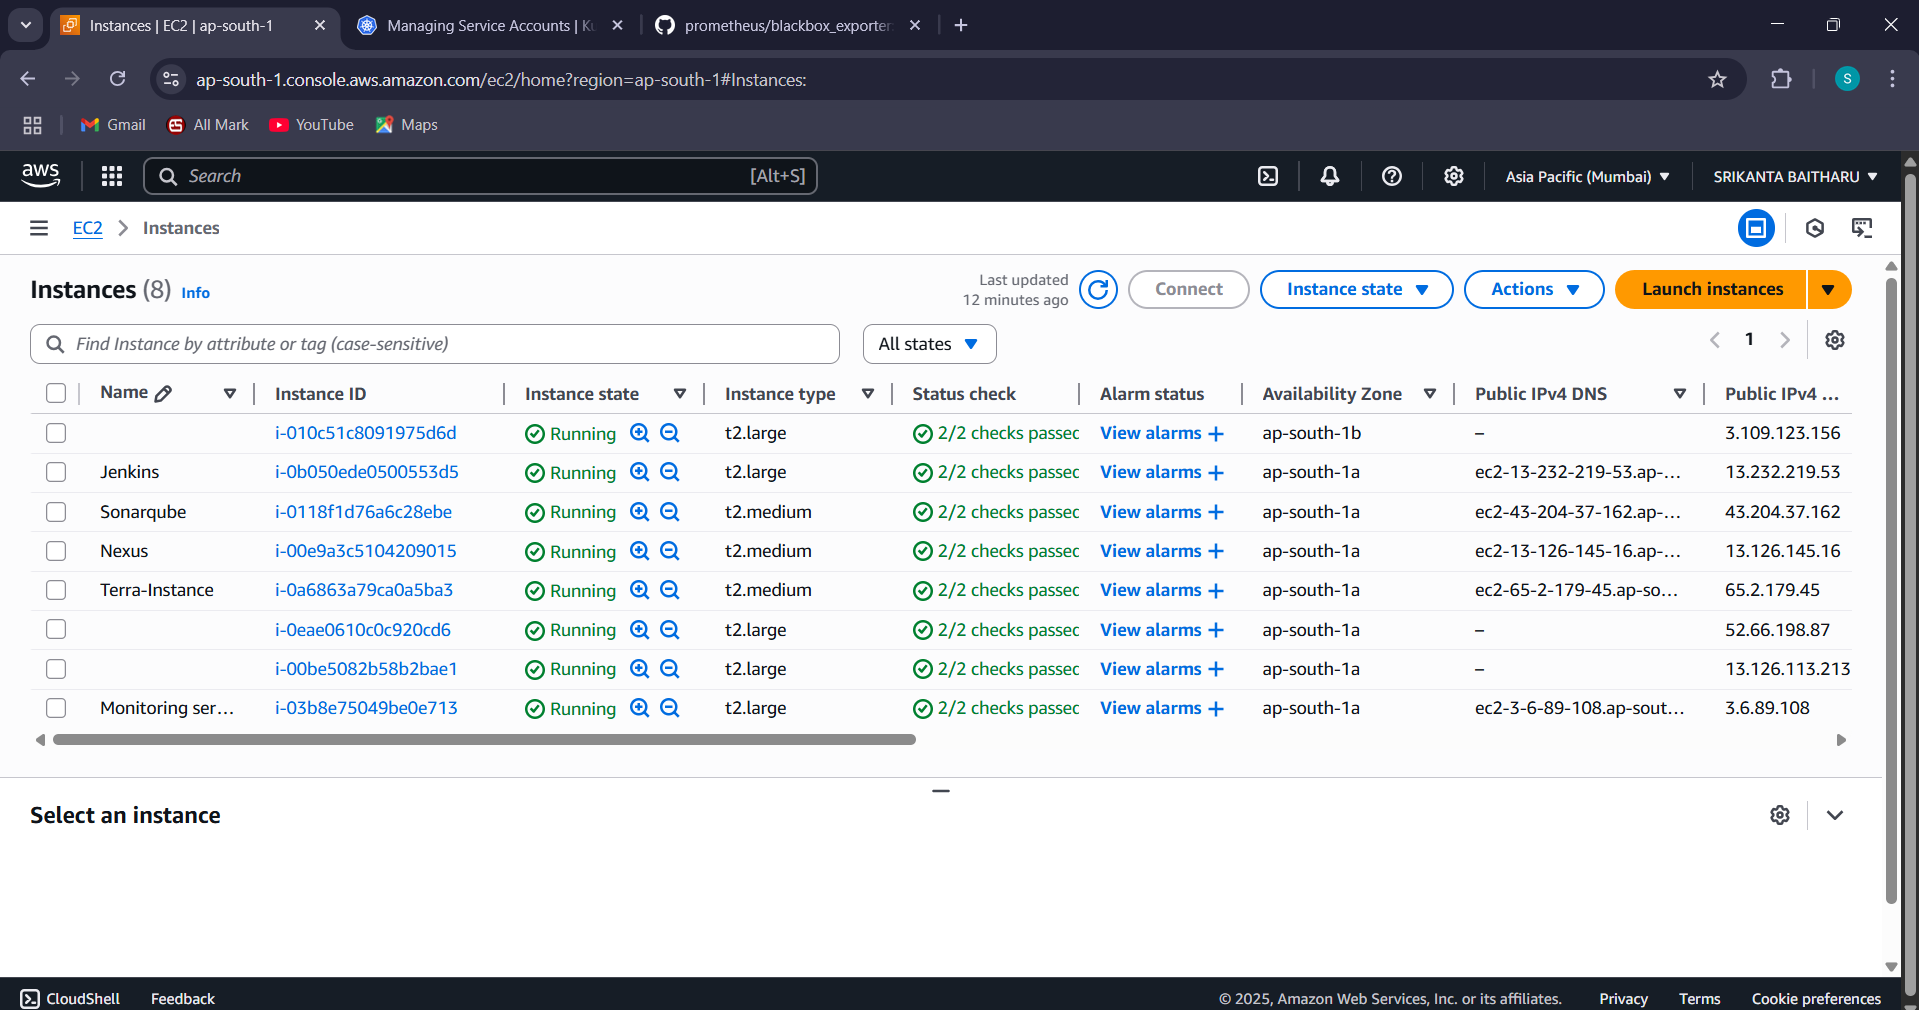 Instances | EC2 | ap-south-1
Managing Service Accounts | Ku
prometheus/blackbox_exporter:
ap-south-1.console.aws.amazon.com/ec2/home?region=ap-south-1#Instances:
S
Gmail All Mark YouTube Maps
aws Search [Alt+S] Asia Pacific (Mumbai) SRIKANTA BAITHARU
EC2 Instances
Instances (8) Info
Last updated
12 minutes ago
Connect Instance state Actions Launch instances
Find Instance by attribute or tag (case-sensitive) All states 1
Name Instance ID Instance state Instance type Status check Alarm status Availability Zone Public IPv4 DNS Public IPv4 ...
i-010c51c8091975d6d Running t2.large 2/2 checks passed View alarms + ap-south-1b – 3.109.123.156
Jenkins i-0b050ede0500553d5 Running t2.large 2/2 checks passed View alarms + ap-south-1a ec2-13-232-219-53.ap-... 13.232.219.53
Sonarqube i-0118f1d76a6c28ebe Running t2.medium 2/2 checks passed View alarms + ap-south-1a ec2-43-204-37-162.ap-... 43.204.37.162
Nexus i-00e9a3c5104209015 Running t2.medium 2/2 checks passed View alarms + ap-south-1a ec2-13-126-145-16.ap-... 13.126.145.16
Terra-Instance i-0a6863a79ca0a5ba3 Running t2.medium 2/2 checks passed View alarms + ap-south-1a ec2-65-2-179-45.ap-so... 65.2.179.45
i-0eae0610c0c920cd6 Running t2.large 2/2 checks passed View alarms + ap-south-1a – 52.66.198.87
i-00be5082b58b2bae1 Running t2.large 2/2 checks passed View alarms + ap-south-1a – 13.126.113.213
Monitoring ser... i-03b8e75049be0e713 Running t2.large 2/2 checks passed View alarms + ap-south-1a ec2-3-6-89-108.ap-sout... 3.6.89.108
Select an instance
CloudShell Feedback © 2025, Amazon Web Services, Inc. or its affiliates. Privacy Terms Cookie preferences